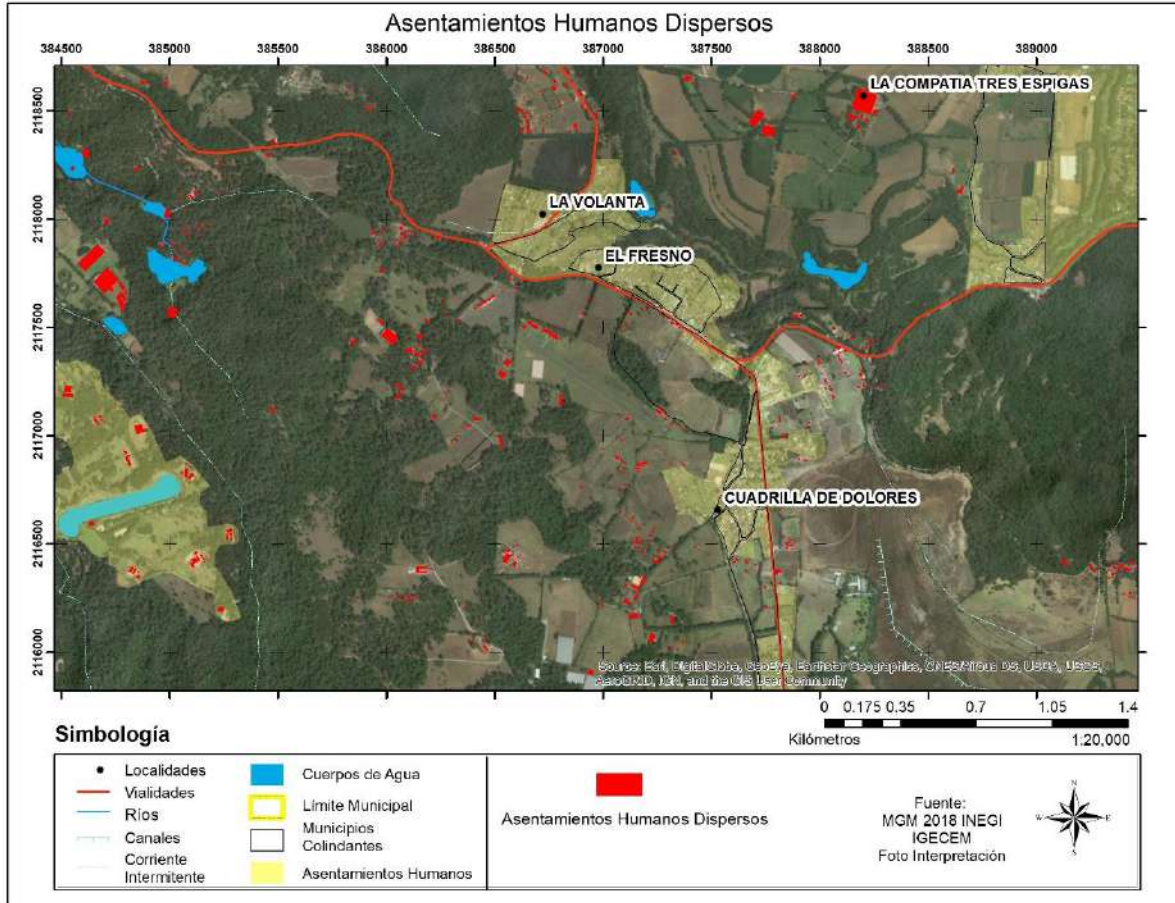 Asentamientos Humanos Dispersos
384500 385000 385500 386000 386500 387000 387500 388000 388500 389000
2118500
2118000
2117500
2117000
2116500
2116000
LA COMPATIA TRES ESPIGAS
LA VOLANTA
EL FRESNO
CUADRILLA DE DOLORES
Source: Esri, DigitalGlobe, GeoEye, Earthstar Geographics, CNES/Airbus DS, USDA, USGS,
AeroGRID, IGN, and the GIS User Community
0 0.175 0.35 0.7 1.05 1.4
Kilómetros 1:20,000
Simbología
Localidades
Vialidades
Ríos
Canales
Corriente
Intermitente
Cuerpos de Agua
Límite Municipal
Municipios
Colindantes
Asentamientos Humanos
Asentamientos Humanos Dispersos
Fuente:
MGM 2018 INEGI
IGECEM
Foto Interpretación
N
W E
S